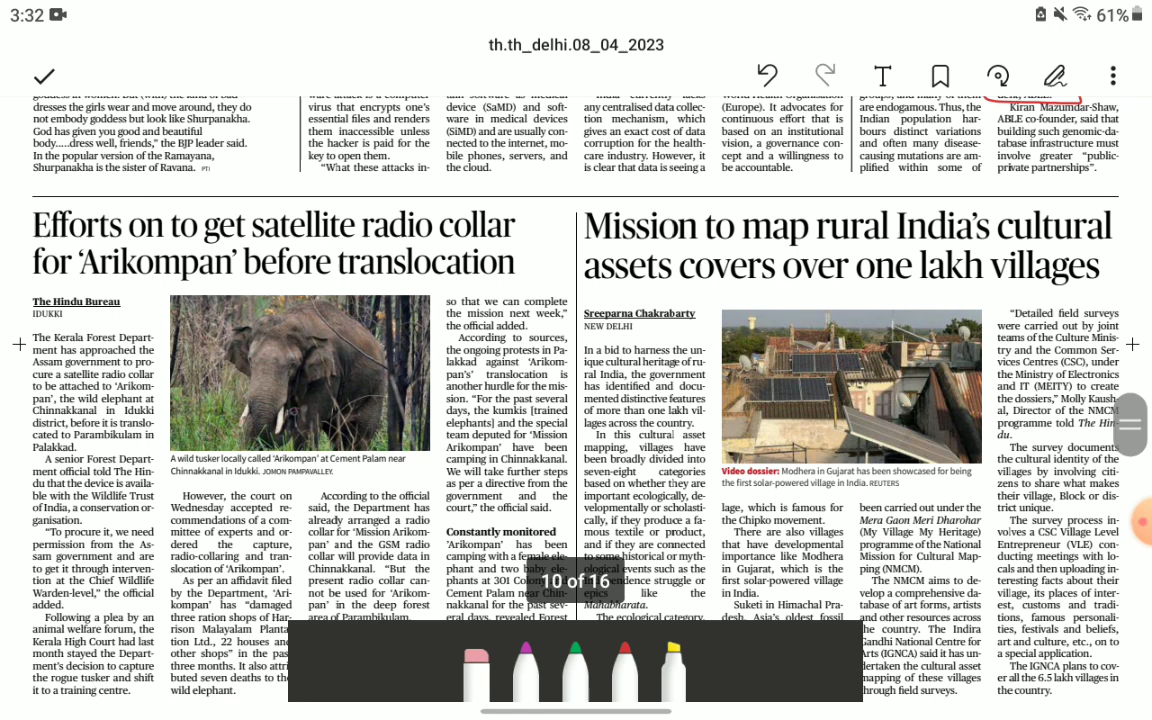 3:32
61%
th.th_delhi.08_04_2023
dresses the girls wear and move around, they do
not embody goddess but look like Shurpanakha.
God has given you good and beautiful
body.....dress well, friends,” the BJP leader said.
In the popular version of the Ramayana,
Shurpanakha is the sister of Ravana. PTI
virus that encrypts one’s
essential files and renders
them inaccessible unless
the hacker is paid for the
key to open them.
“What these attacks in-
device (SaMD) and soft-
ware in medical devices
(SiMD) and are usually con-
nected to the internet, mo-
bile phones, servers, and
the cloud.
any centralised data collec-
tion mechanism, which
gives an exact cost of data
corruption for the health-
care industry. However, it
is clear that data is seeing a
(Europe). It advocates for
continuous effort that is
based on an institutional
vision, a governance con-
cept and a willingness to
be accountable.
are endogamous. Thus, the
Indian population har-
bours distinct variations
and often many disease-
causing mutations are am-
plified within some of
Kiran Mazumdar-Shaw,
ABLE co-founder, said that
building such genomic-da-
tabase infrastructure must
involve greater “public-
private partnerships”.
Efforts on to get satellite radio collar
for ‘Arikompan’ before translocation
The Hindu Bureau
IDUKKI
The Kerala Forest Depart-
ment has approached the
Assam government to pro-
cure a satellite radio collar
to be attached to ‘Arikom-
pan’, the wild elephant at
Chinnakkanal in Idukki
district, before it is translo-
cated to Parambikulam in
Palakkad.
A senior Forest Depart-
ment official told The Hin-
du that the device is availa-
ble with the Wildlife Trust
of India, a conservation or-
ganisation.
“To procure it, we need
permission from the As-
sam government and are
to get it through interven-
tion at the Chief Wildlife
Warden-level,” the official
added.
Following a plea by an
animal welfare forum, the
Kerala High Court had last
month stayed the Depart-
ment’s decision to capture
the rogue tusker and shift
it to a training centre.
A wild tusker locally called ‘Arikompan’ at Cement Palam near
Chinnakkanal in Idukki. JOMON PAMPAVALLEY.
However, the court on
Wednesday accepted re-
commendations of a com-
mittee of experts and or-
dered the capture,
radio-collaring and tran-
slocation of ‘Arikompan’.
As per an affidavit filed
by the Department, ‘Ari-
kompan’ has “damaged
three ration shops of Har-
rison Malayalam Planta-
tion Ltd., 22 houses and
other shops” in the past
three months. It also attri-
buted seven deaths to the
wild elephant.
According to the official
said, the Department has
already arranged a radio
collar for ‘Mission Arikom-
pan’ and the GSM radio
collar will provide data in
Chinnakkanal. “But the
present radio collar can-
not be used for ‘Arikom-
pan’ in the deep forest
area of Parambikulam,
so that we can complete
the mission next week,”
the official added.
According to sources,
the ongoing protests in Pa-
lakkad against ‘Arikom-
pan’s’ translocation is
another hurdle for the mis-
sion. “For the past several
days, the kumkis [trained
elephants] and the special
team deputed for ‘Mission
Arikompan’ have been
camping in Chinnakkanal.
We will take further steps
as per a directive from the
government and the
court,” the official said.
Constantly monitored
‘Arikompan’ has been
camping with a female ele-
phant and two baby ele-
phants at 301 Colony
Cement Palam near Chin-
nakkanal for the past sev-
eral days, revealed Forest
Mission to map rural India’s cultural
assets covers over one lakh villages
Sreeparna Chakrabarty
NEW DELHI
In a bid to harness the un-
ique cultural heritage of ru-
ral India, the government
has identified and docu-
mented distinctive features
of more than one lakh vil-
lages across the country.
In this cultural asset
mapping, villages have
been broadly divided into
seven-eight categories
based on whether they are
important ecologically, de-
velopmentally or scholasti-
cally, if they produce a fa-
mous textile or product,
and if they are connected
to some historical or myth-
ological events such as the
Independence struggle or
epics like the
Mahabharata.
The ecological category,
Video dossier: Modhera in Gujarat has been showcased for being
the first solar-powered village in India. REUTERS
lage, which is famous for
the Chipko movement.
There are also villages
that have developmental
importance like Modhera
in Gujarat, which is the
first solar-powered village
in India.
Suketi in Himachal Pra-
desh, Asia’s oldest fossil
been carried out under the
Mera Gaon Meri Dharohar
(My Village My Heritage)
programme of the National
Mission for Cultural Map-
ping (NMCM).
The NMCM aims to de-
velop a comprehensive da-
tabase of art forms, artists
and other resources across
the country. The Indira
Gandhi National Centre for
Arts (IGNCA) said it has un-
dertaken the cultural asset
mapping of these villages
through field surveys.
“Detailed field surveys
were carried out by joint
teams of the Culture Minis-
try and the Common Ser-
vices Centres (CSC), under
the Ministry of Electronics
and IT (MEITY) to create
the dossiers,” Molly Kaush-
al, Director of the NMCM
programme told The Hin-
du.
The survey documents
the cultural identity of the
villages by involving citi-
zens to share what makes
their village, Block or dis-
trict unique.
The survey process in-
volves a CSC Village Level
Entrepreneur (VLE) con-
ducting meetings with lo-
cals and then uploading in-
teresting facts about their
village, its places of inter-
est, customs and tradi-
tions, famous personali-
ties, festivals and beliefs,
art and culture, etc., on to
a special application.
The IGNCA plans to cov-
er all the 6.5 lakh villages in
the country.
10 of 16